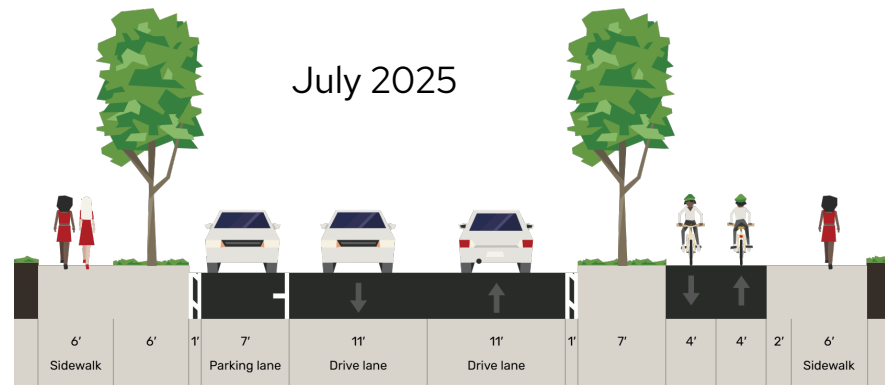 July 2025
6′ 6′ 1′ 7′ 11′ 11′ 1′ 7′ 4′ 4′ 2′ 6′
Sidewalk Parking lane Drive lane Drive lane Sidewalk